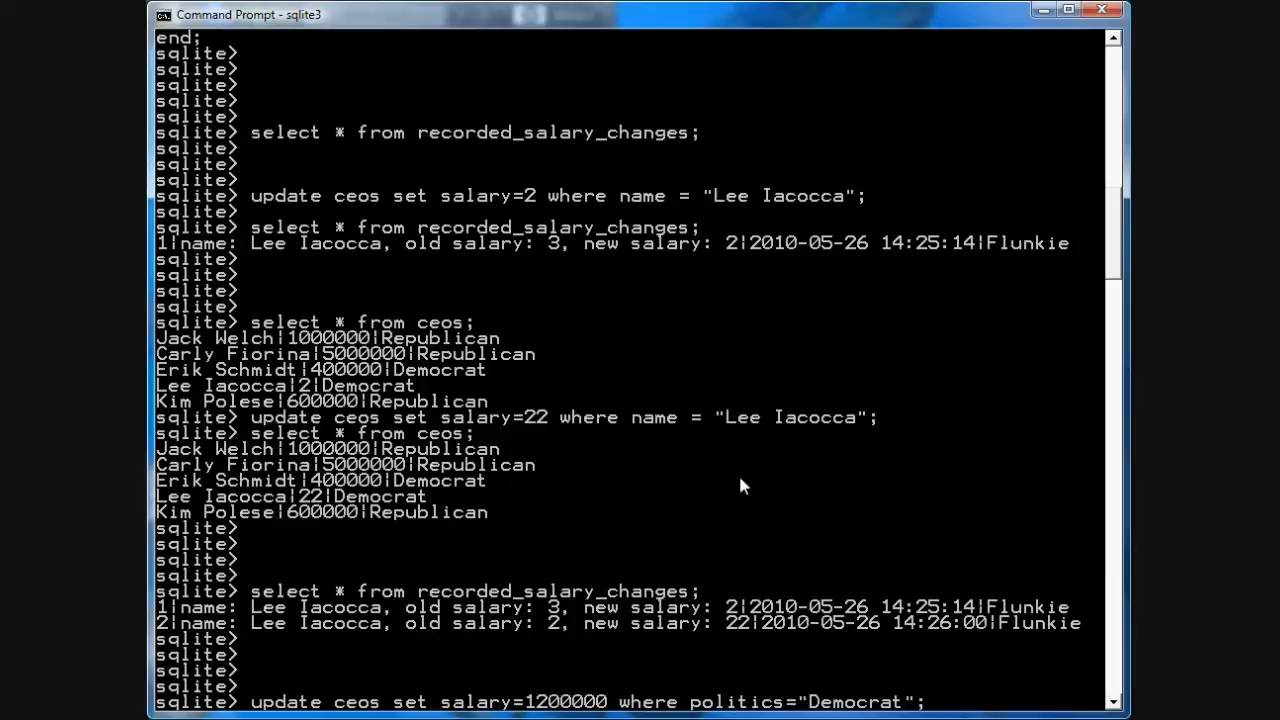 Command Prompt - sqlite3
end;
sqlite>
sqlite>
sqlite>
sqlite>
sqlite>
sqlite> select * from recorded_salary_changes;
sqlite>
sqlite>
sqlite>
sqlite> update ceos set salary=2 where name = "Lee Iacocca";
sqlite>
sqlite> select * from recorded_salary_changes;
1|name: Lee Iacocca, old salary: 3, new salary: 2|2010-05-26 14:25:14|Flunkie
sqlite>
sqlite>
sqlite>
sqlite>
sqlite> select * from ceos;
Jack Welch|1000000|Republican
Carly Fiorina|5000000|Republican
Erik Schmidt|400000|Democrat
Lee Iacocca|2|Democrat
Kim Polese|600000|Republican
sqlite> update ceos set salary=22 where name = "Lee Iacocca";
sqlite> select * from ceos;
Jack Welch|1000000|Republican
Carly Fiorina|5000000|Republican
Erik Schmidt|400000|Democrat
Lee Iacocca|22|Democrat
Kim Polese|600000|Republican
sqlite>
sqlite>
sqlite>
sqlite>
sqlite> select * from recorded_salary_changes;
1|name: Lee Iacocca, old salary: 3, new salary: 2|2010-05-26 14:25:14|Flunkie
2|name: Lee Iacocca, old salary: 2, new salary: 22|2010-05-26 14:26:00|Flunkie
sqlite>
sqlite>
sqlite>
sqlite>
sqlite> update ceos set salary=1200000 where politics="Democrat";